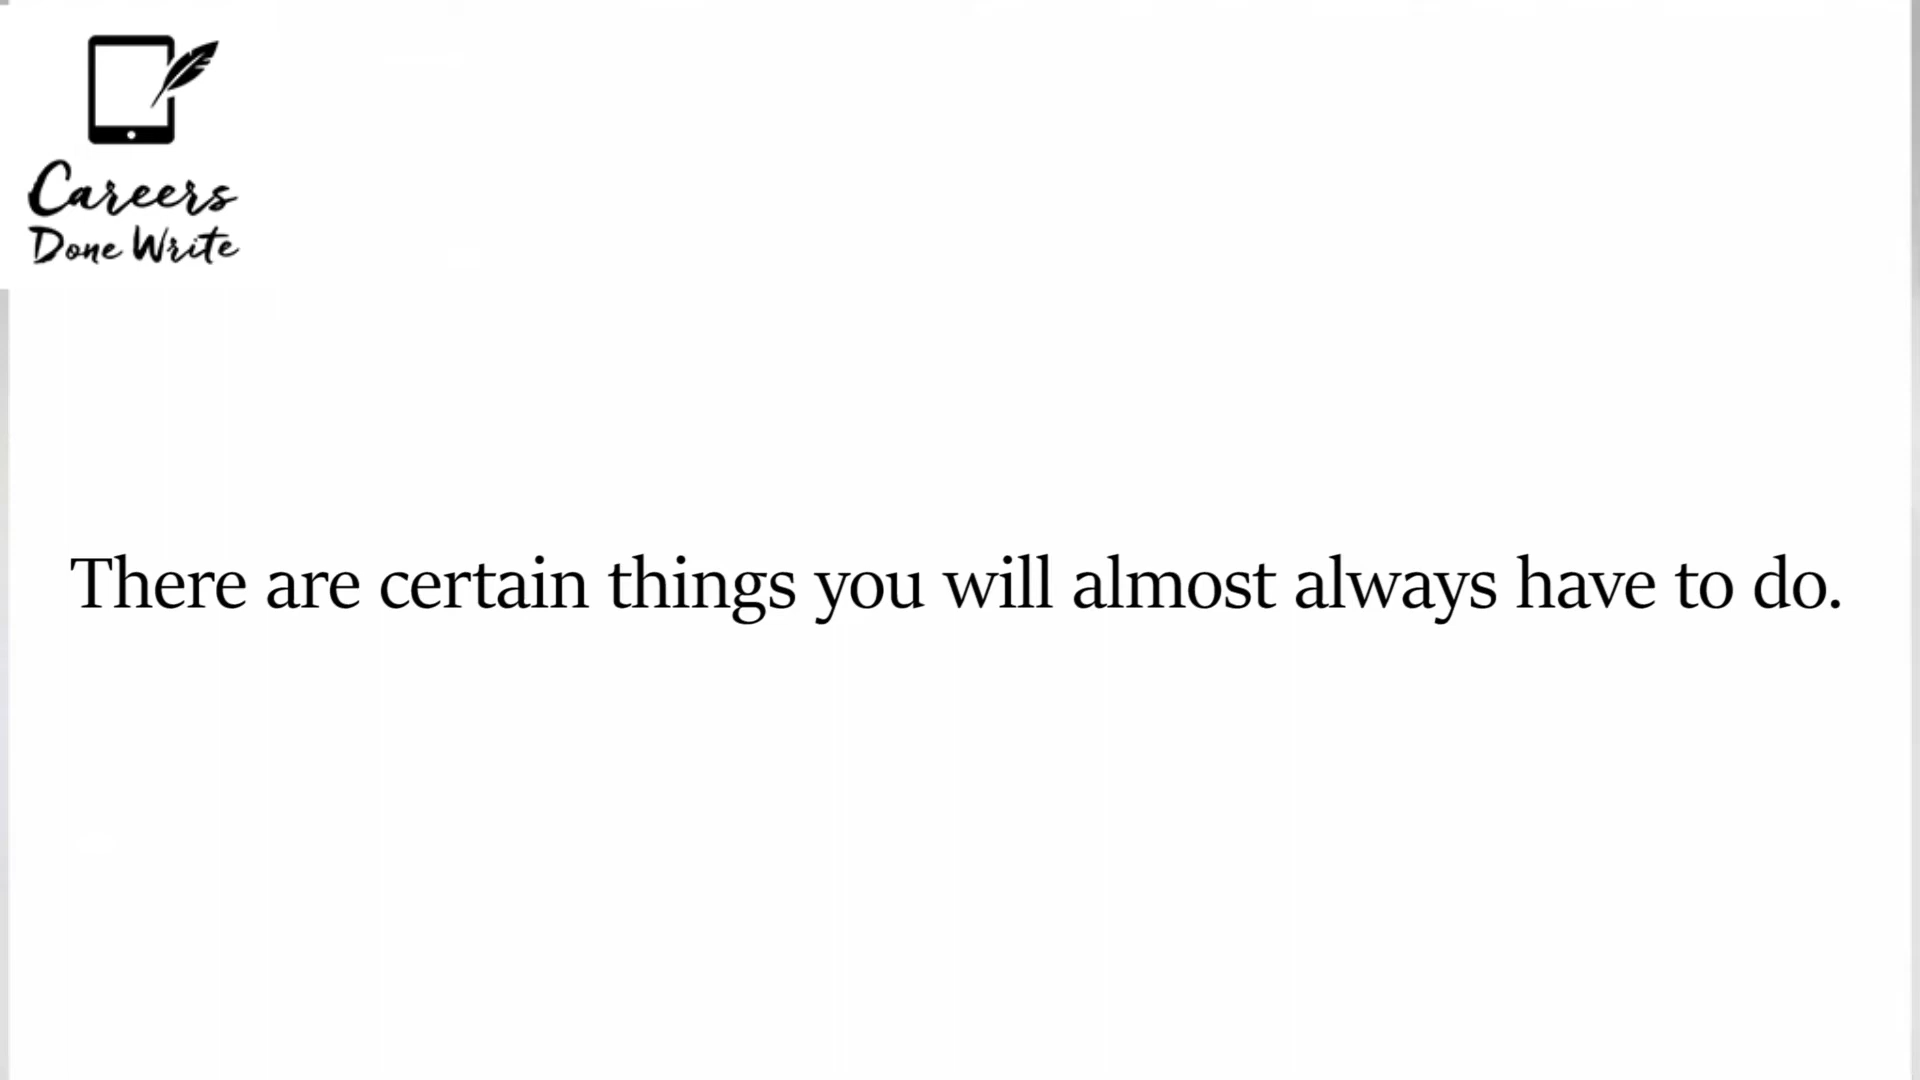 Careers
Done Write
There are certain things you will almost always have to do.